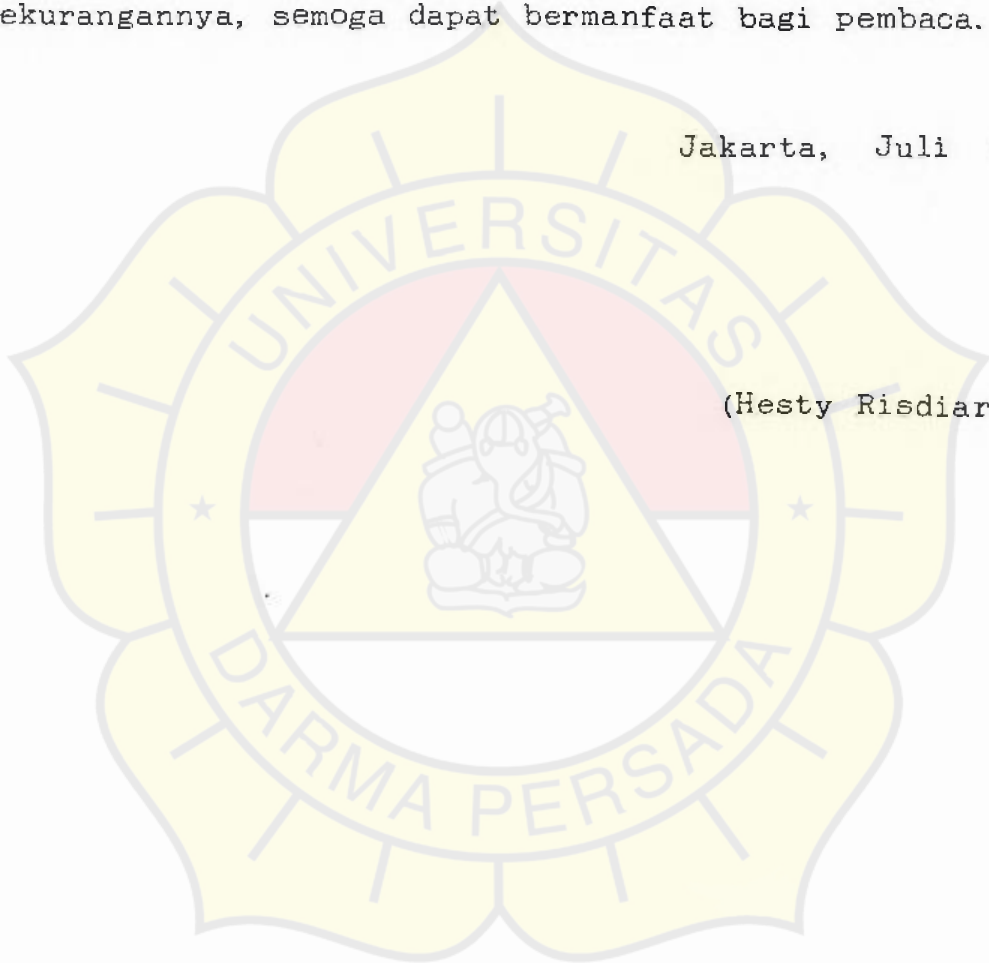 ekurangannya, semoga dapat bermanfaat bagi pembaca.
Jakarta, Juli
(Hesty Risdiar
UNIVERSITAS
DARMA PERSADA